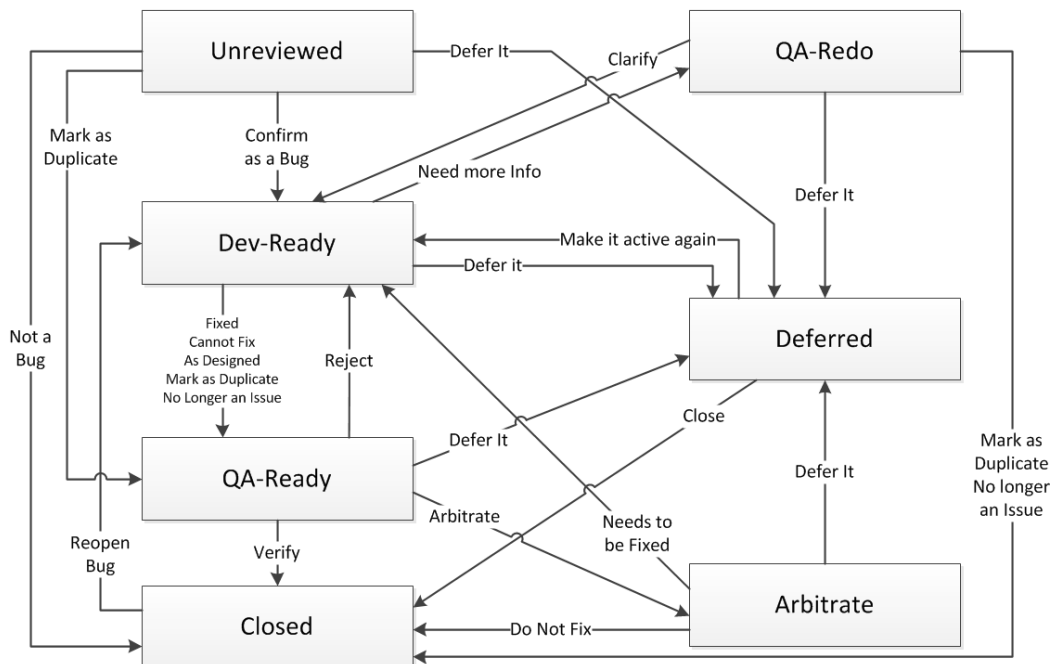 Unreviewed
QA-Redo
Defer It
Clarify
Mark as
Duplicate
Confirm
as a Bug
Need more Info
Defer It
Dev-Ready
Make it active again
Defer it
Not a
Bug
Fixed
Cannot Fix
As Designed
Mark as Duplicate
No Longer an Issue
Reject
Deferred
Close
Defer It
QA-Ready
Mark as
Duplicate
No longer
an Issue
Defer It
Arbitrate
Needs to
be Fixed
Reopen
Bug
Verify
Closed
Do Not Fix
Arbitrate